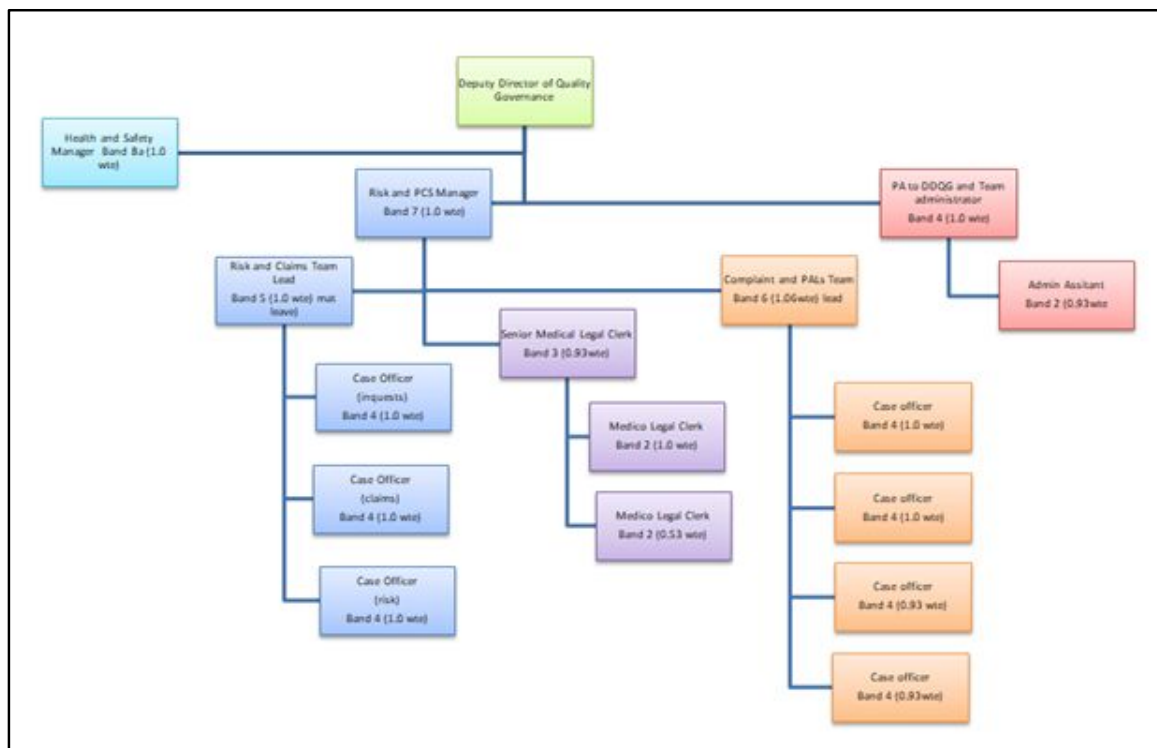 Deputy Director of Quality
Governance
Health and Safety
Manager Band 8a (1.0
wte)
Risk and PCS Manager
Band 7 (1.0 wte)
PA to DDQG and Team
administrator
Band 4 (1.0 wte)
Risk and Claims Team
Lead
Band 5 (1.0 wte) mat
leave)
Complaint and PALs Team
Band 6 (1.06wte) lead
Admin Assitant
Band 2 (0.93wte
Senior Medical Legal Clerk
Band 3 (0.93wte)
Case Officer
(inquests)
Band 4 (1.0 wte)
Case Officer
(claims)
Band 4 (1.0 wte)
Case Officer
(risk)
Band 4 (1.0 wte)
Medico Legal Clerk
Band 2 (1.0 wte)
Medico Legal Clerk
Band 2 (0.53 wte)
Case officer
Band 4 (1.0 wte)
Case officer
Band 4 (1.0 wte)
Case officer
Band 4 (0.93 wte)
Case officer
Band 4 (0.93wte)